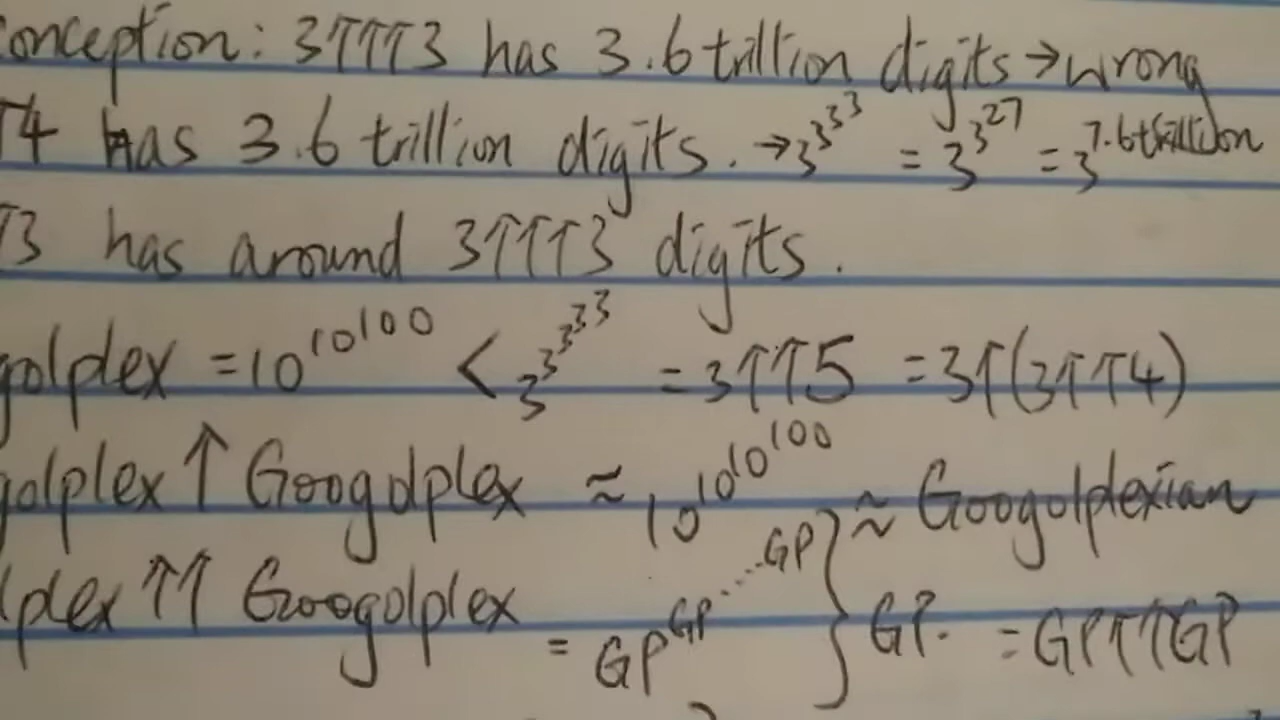 onception: 3↑↑↑3 has 3.6 trillion digits → wrong
↑4 has 3.6 trillion digits. → 3^3^3^3 = 3^3^27 = 3^7.6 trillion
↑3 has around 3↑↑↑3 digits.
golplex = 10^10^100 < 3^3^3^3^3 = 3↑↑5 = 3↑(3↑↑4)
golplex ↑ Googolplex ≈ 10^10^10^100 ≈ Googolplexian
lplex ↑↑ Googolplex = GP^GP^....GP } GP. = GP↑↑GP